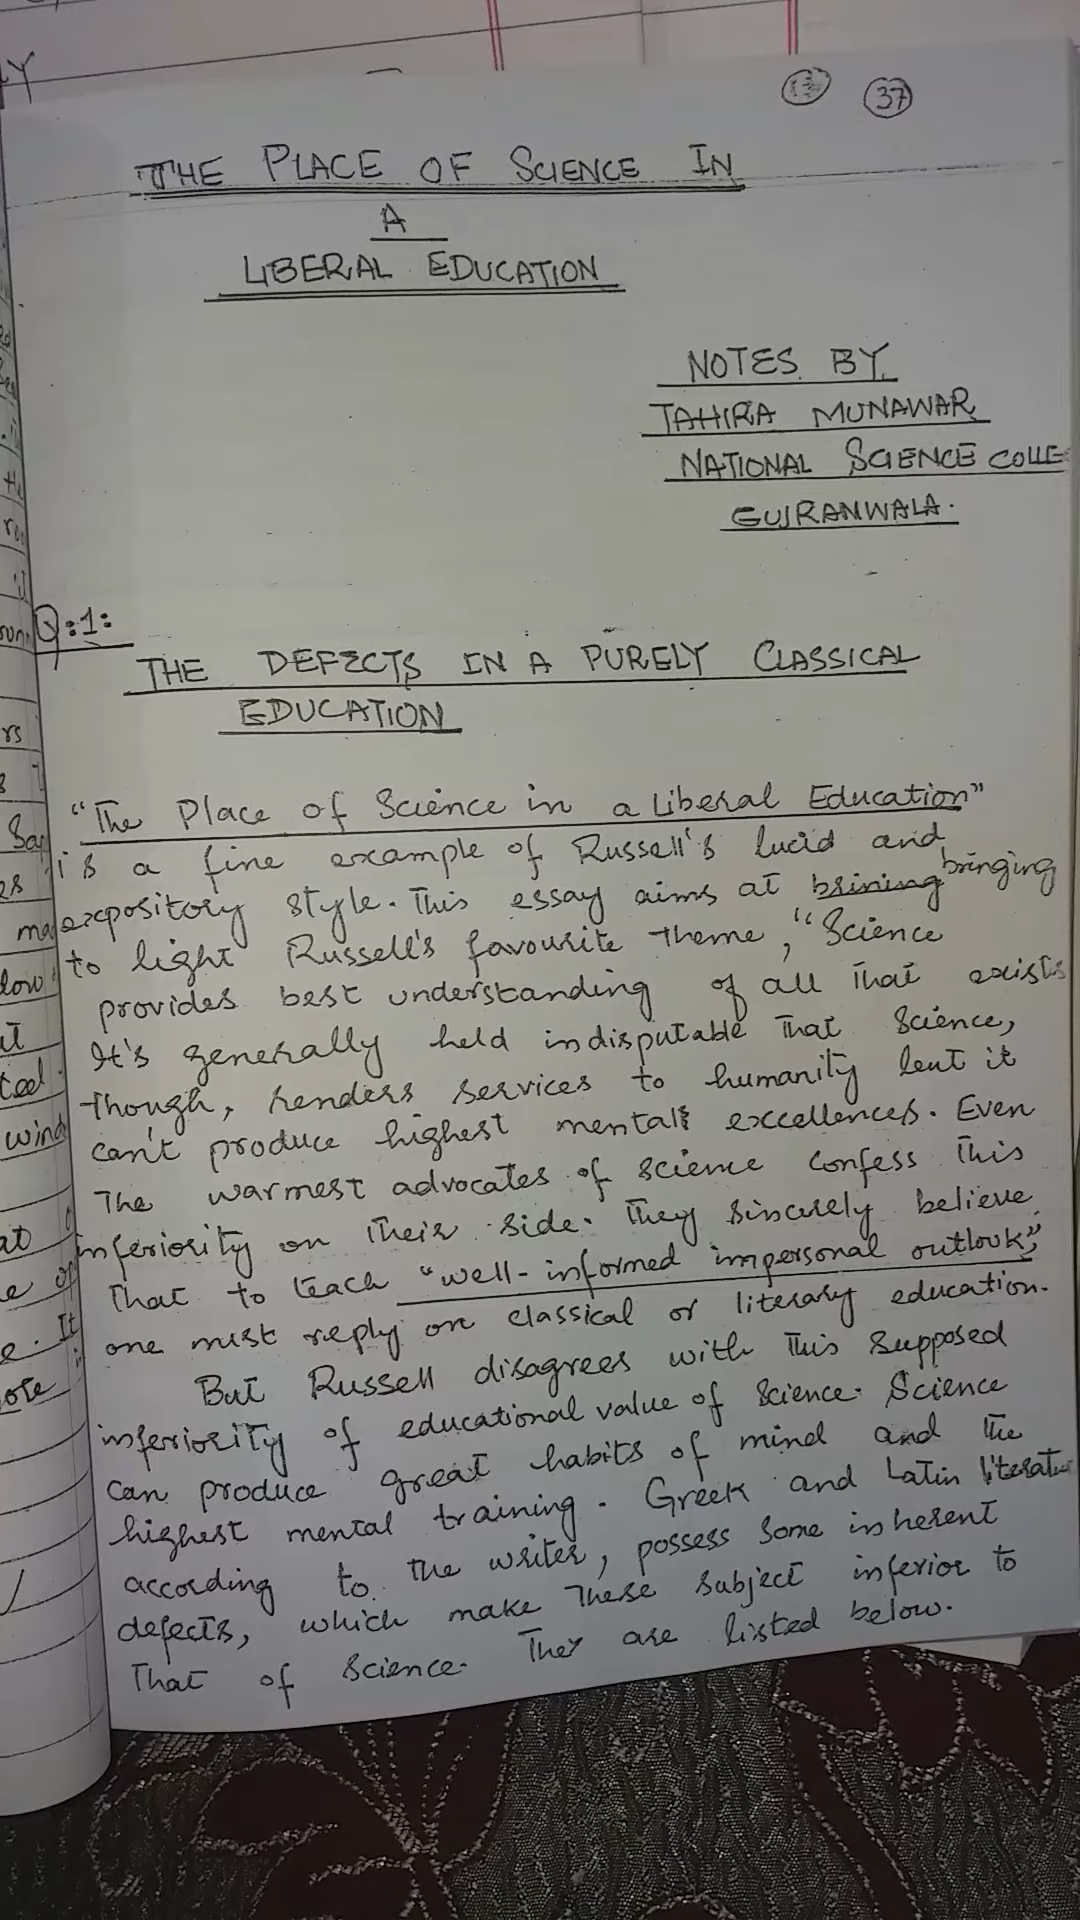 37
THE PLACE OF SCIENCE IN
A
LIBERAL EDUCATION
NOTES BY
TAHIRA MUNAWAR
NATIONAL SCIENCE COLLE
GUJRANWALA.
Q:1:
THE DEFECTS IN A PURELY CLASSICAL
EDUCATION
"The Place of Science in a Liberal Education"
is a fine example of Russell's lucid and
expository style. This essay aims at brining bringing
to light Russell's favourite theme, "Science
provides best understanding of all that exists
It's generally held indisputable that science,
though, renders services to humanity but it
can't produce highest mental excellences. Even
The warmest advocates of science confess this
inferiority on their side. They sincerely believe
That to teach "well-informed impersonal outlook",
one must reply on classical or literary education.
But Russell disagrees with this supposed
inferiority of educational value of science. Science
can produce great habits of mind and the
highest mental training. Greek and Latin literatu
according to the writer, possess some inherent
defects, which make these subject inferior to
That of science. They are listed below.